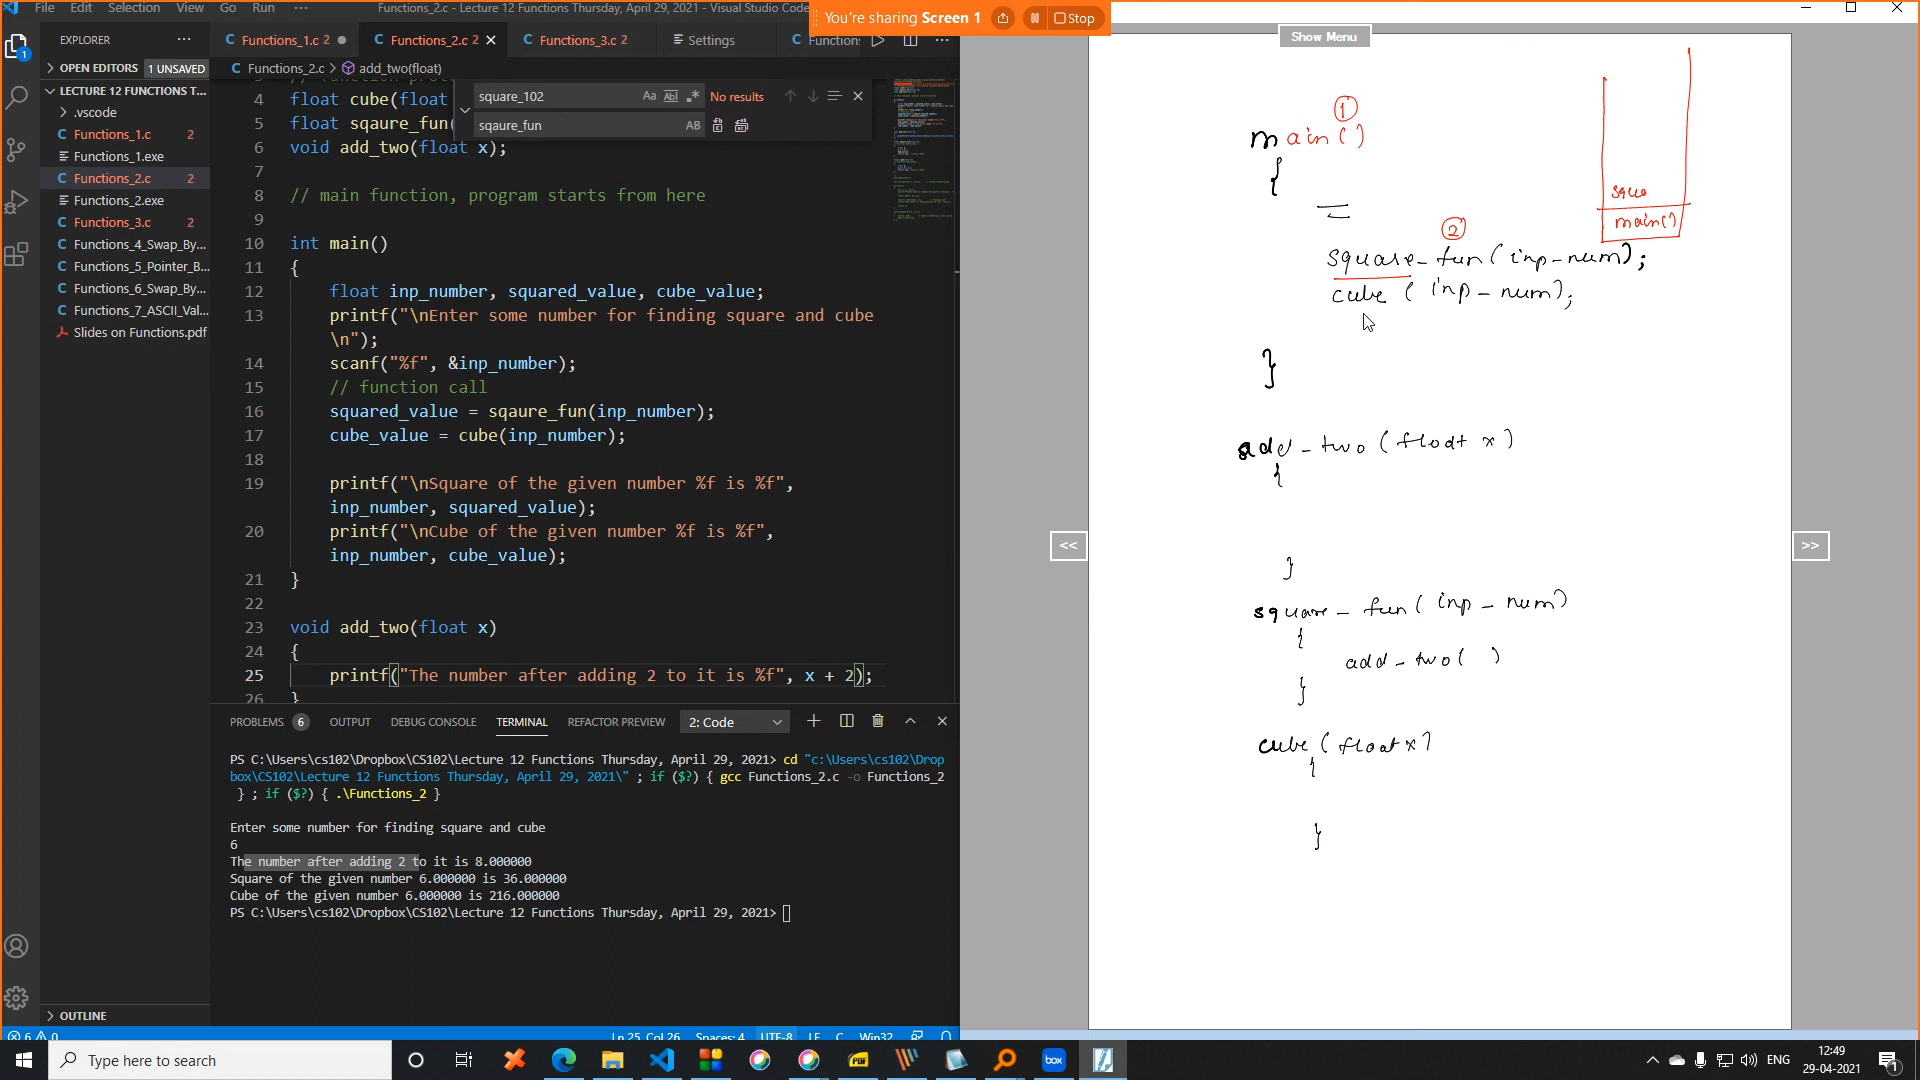 File Edit Selection View Go Run ···
Functions_2.c - Lecture 12 Functions Thursday, April 29, 2021 - Visual Studio Cod
You're sharing Screen 1
Stop
EXPLORER
OPEN EDITORS 1 UNSAVED
LECTURE 12 FUNCTIONS T...
.vscode
Functions_1.c 2
Functions_1.exe
Functions_2.c 2
Functions_2.exe
Functions_3.c 2
Functions_4_Swap_By...
Functions_5_Pointer_B...
Functions_6_Swap_By...
Functions_7_ASCII_Val...
Slides on Functions.pdf
OUTLINE
Functions_1.c 2
Functions_2.c 2
Functions_3.c 2
Settings
Function
Functions_2.c > add_two(float)
square_102
No results
sqaure_fun
4 float cube(float
5 float sqaure_fun(
6 void add_two(float x);
7
8 // main function, program starts from here
9
10 int main()
11 {
12 float inp_number, squared_value, cube_value;
13 printf("\nEnter some number for finding square and cube
\n");
14 scanf("%f", &inp_number);
15 // function call
16 squared_value = sqaure_fun(inp_number);
17 cube_value = cube(inp_number);
18
19 printf("\nSquare of the given number %f is %f",
inp_number, squared_value);
20 printf("\nCube of the given number %f is %f",
inp_number, cube_value);
21 }
22
23 void add_two(float x)
24 {
25 printf("The number after adding 2 to it is %f", x + 2);
26 }
PROBLEMS 6 OUTPUT DEBUG CONSOLE TERMINAL REFACTOR PREVIEW 2: Code
PS C:\Users\cs102\Dropbox\CS102\Lecture 12 Functions Thursday, April 29, 2021> cd "c:\Users\cs102\Drop
box\CS102\Lecture 12 Functions Thursday, April 29, 2021\" ; if ($?) { gcc Functions_2.c -o Functions_2
} ; if ($?) { .\Functions_2 }
Enter some number for finding square and cube
6
The number after adding 2 to it is 8.000000
Square of the given number 6.000000 is 36.000000
Cube of the given number 6.000000 is 216.000000
PS C:\Users\cs102\Dropbox\CS102\Lecture 12 Functions Thursday, April 29, 2021>
Ln 25, Col 26 Spaces: 4 UTF-8 LF C Win32
Show Menu
1
main()
{
2
square_fun(inp_num);
cube(inp_num);
}
squa
main()
add_two(float x)
{
}
square_fun(inp_num)
{
add_two( )
}
cube(float x)
{
}
<<
>>
Type here to search
ENG
12:49
29-04-2021